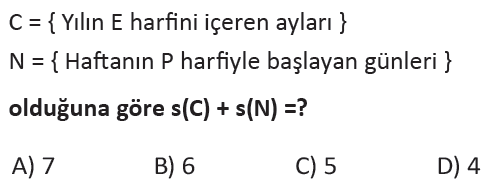 C = { Yılın E harfini içeren ayları }
N = { Haftanın P harfiyle başlayan günleri }
olduğuna göre s(C) + s(N) =?
A) 7 B) 6 C) 5 D) 4